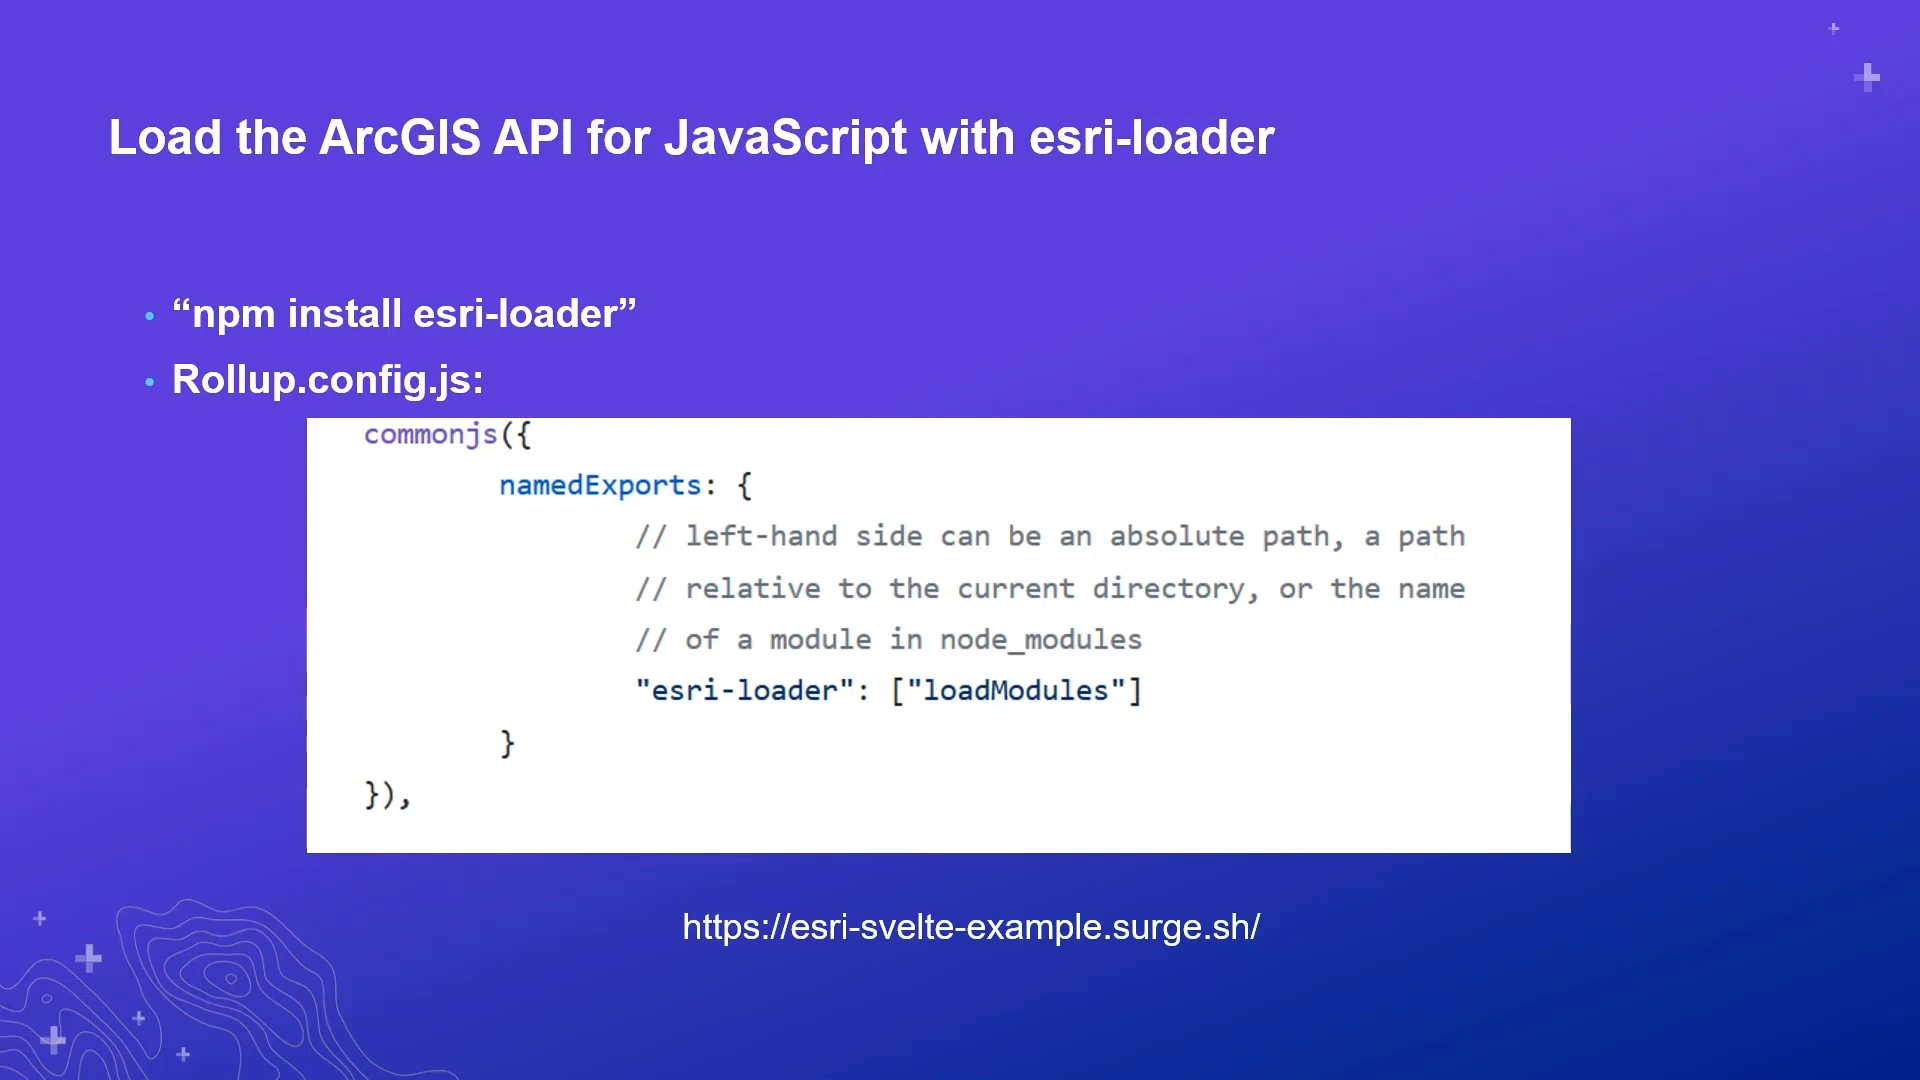 Load the ArcGIS API for JavaScript with esri-loader
• “npm install esri-loader”
• Rollup.config.js:
commonjs({
namedExports: {
// left-hand side can be an absolute path, a path
// relative to the current directory, or the name
// of a module in node_modules
"esri-loader": ["loadModules"]
}
}),
https://esri-svelte-example.surge.sh/